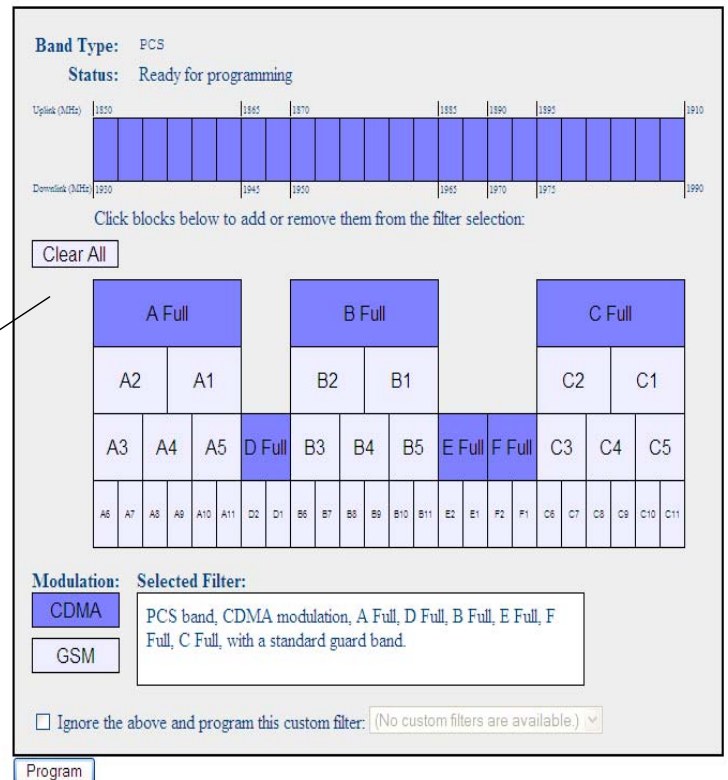 Band Type: PCS
Status: Ready for programming
Uplink (MHz) 1850 1865 1870 1885 1890 1895 1910
Downlink (MHz) 1930 1945 1950 1965 1970 1975 1990
Click blocks below to add or remove them from the filter selection:
Clear All
A Full B Full C Full
A2 A1 B2 B1 C2 C1
A3 A4 A5 D Full B3 B4 B5 E Full F Full C3 C4 C5
A6 A7 A8 A9 A10 A11 D2 D1 B6 B7 B8 B9 B10 B11 E2 E1 F2 F1 C6 C7 C8 C9 C10 C11
Modulation: Selected Filter:
CDMA
GSM
PCS band, CDMA modulation, A Full, D Full, B Full, E Full, F
Full, C Full, with a standard guard band.
Ignore the above and program this custom filter: (No custom filters are available.)
Program